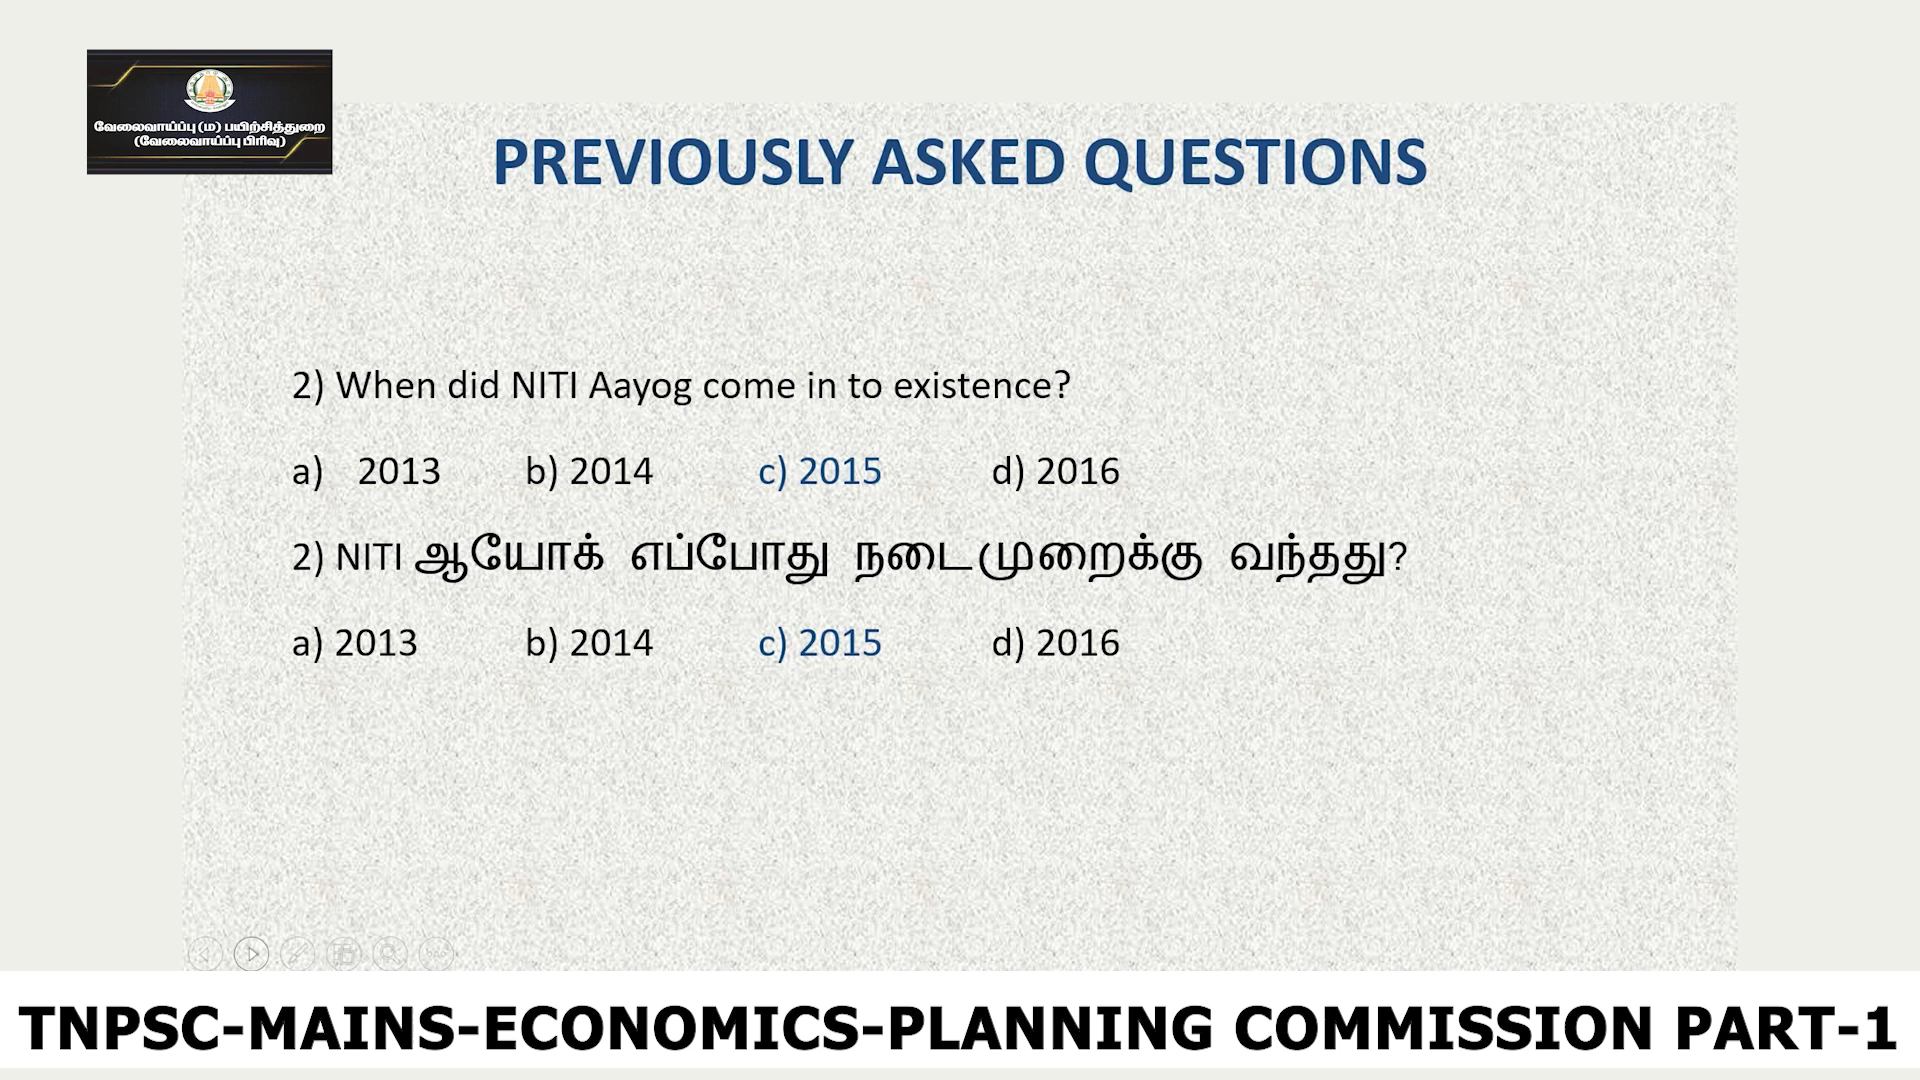 வேலைவாய்ப்பு (ம) பயிற்சித்துறை
(வேலைவாய்ப்பு பிரிவு)
PREVIOUSLY ASKED QUESTIONS
2) When did NITI Aayog come in to existence?
a) 2013 b) 2014 c) 2015 d) 2016
2) NITI ஆயோக் எப்போது நடைமுறைக்கு வந்தது?
a) 2013 b) 2014 c) 2015 d) 2016
TNPSC-MAINS-ECONOMICS-PLANNING COMMISSION PART-1